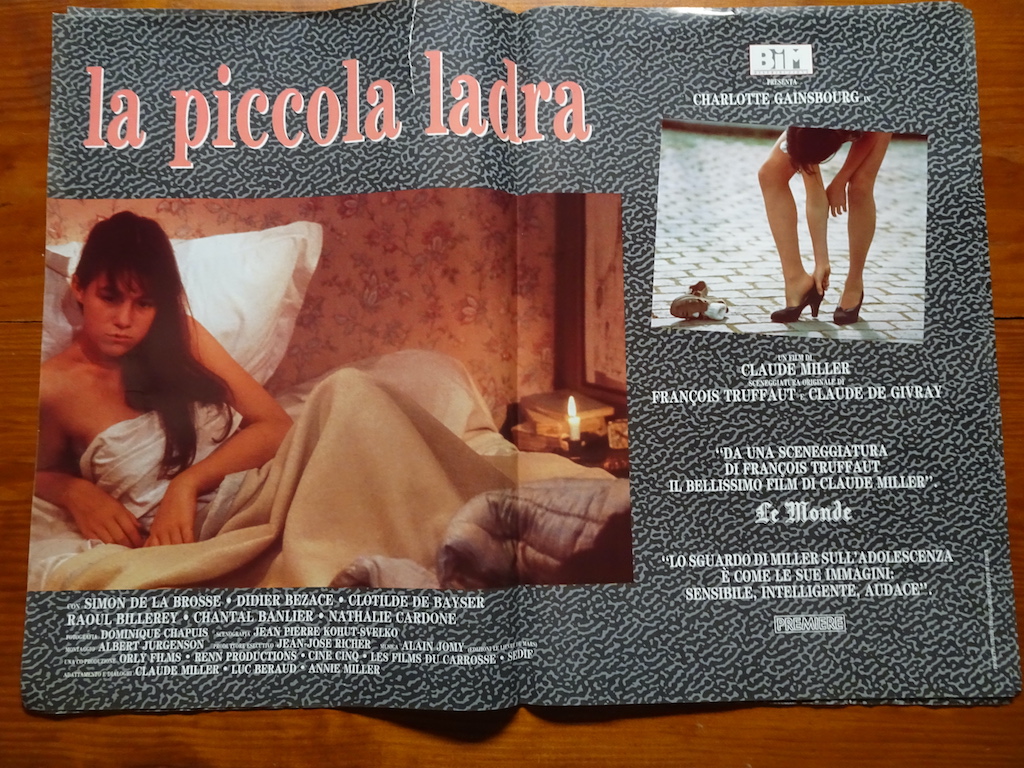 la piccola ladra
BIM
PRESENTA
CHARLOTTE GAINSBOURG IN
UN FILM DI
CLAUDE MILLER
SCENEGGIATURA ORIGINALE DI
FRANÇOIS TRUFFAUT E CLAUDE DE GIVRAY
“DA UNA SCENEGGIATURA
DI FRANÇOIS TRUFFAUT
IL BELLISSIMO FILM DI CLAUDE MILLER”.
Le Monde
“LO SGUARDO DI MILLER SULL'ADOLESCENZA
È COME LE SUE IMMAGINI:
SENSIBILE, INTELLIGENTE, AUDACE”.
PREMIERE
CON SIMON DE LA BROSSE • DIDIER BEZACE • CLOTILDE DE BAYSER
RAOUL BILLEREY • CHANTAL BANLIER • NATHALIE CARDONE
FOTOGRAFIA DOMINIQUE CHAPUIS SCENOGRAFIA JEAN PIERRE KOHUT-SVELKO
MONTAGGIO ALBERT JURGENSON PRODUTTORE ESECUTIVO JEAN-JOSE RICHER MUSICA ALAIN JOMY
UNA CO-PRODUZIONE ORLY FILMS • RENN PRODUCTIONS • CINE CINQ • LES FILMS DU CARROSSE • SEDIF
ADATTAMENTO E DIALOGHI CLAUDE MILLER • LUC BERAUD • ANNIE MILLER